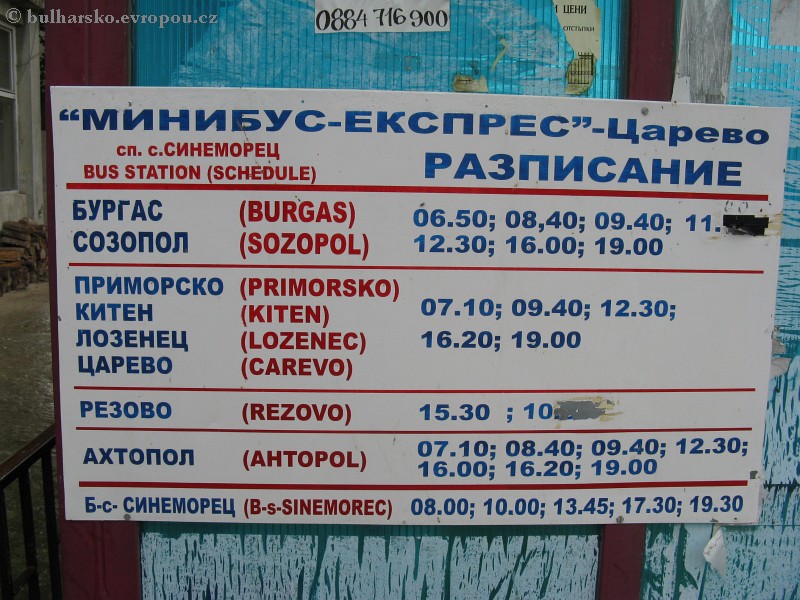 © bulharsko.evropou.cz
И ЦЕНИ
0884 716 900
“МИНИБУС-ЕКСПРЕС”-Царево
сп. с.СИНЕМОРЕЦ
BUS STATION (SCHEDULE)
РАЗПИСАНИЕ
БУРГАС (BURGAS) 06.50; 08,40; 09.40; 11.
СОЗОПОЛ (SOZOPOL) 12.30; 16.00; 19.00
ПРИМОРСКО (PRIMORSKO)
КИТЕН (KITEN) 07.10; 09.40; 12.30;
ЛОЗЕНЕЦ (LOZENEC) 16.20; 19.00
ЦАРЕВО (CAREVO)
РЕЗОВО (REZOVO) 15.30 ; 10.
АХТОПОЛ (AHTOPOL) 07.10; 08.40; 09.40; 12.30;
16.00; 16.20; 19.00
Б-с- СИНЕМОРЕЦ (B-s-SINEMOREC) 08.00; 10.00; 13.45; 17.30; 19.30